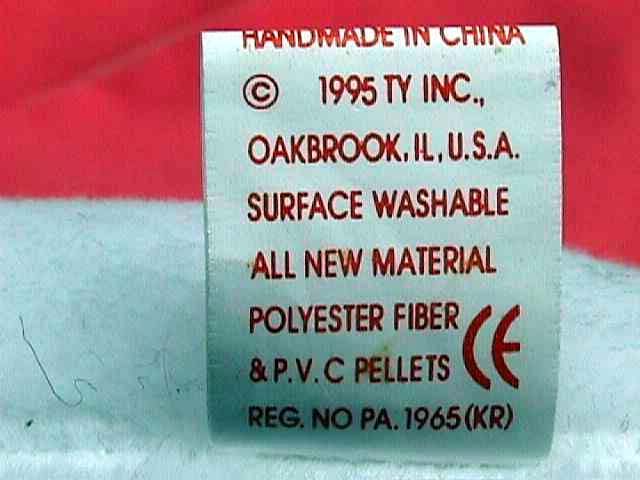 HANDMADE IN CHINA
© 1995 TY INC.,
OAKBROOK, IL, U.S.A.
SURFACE WASHABLE
ALL NEW MATERIAL
POLYESTER FIBER
& P.V.C PELLETS CE
REG. NO PA. 1965(KR)